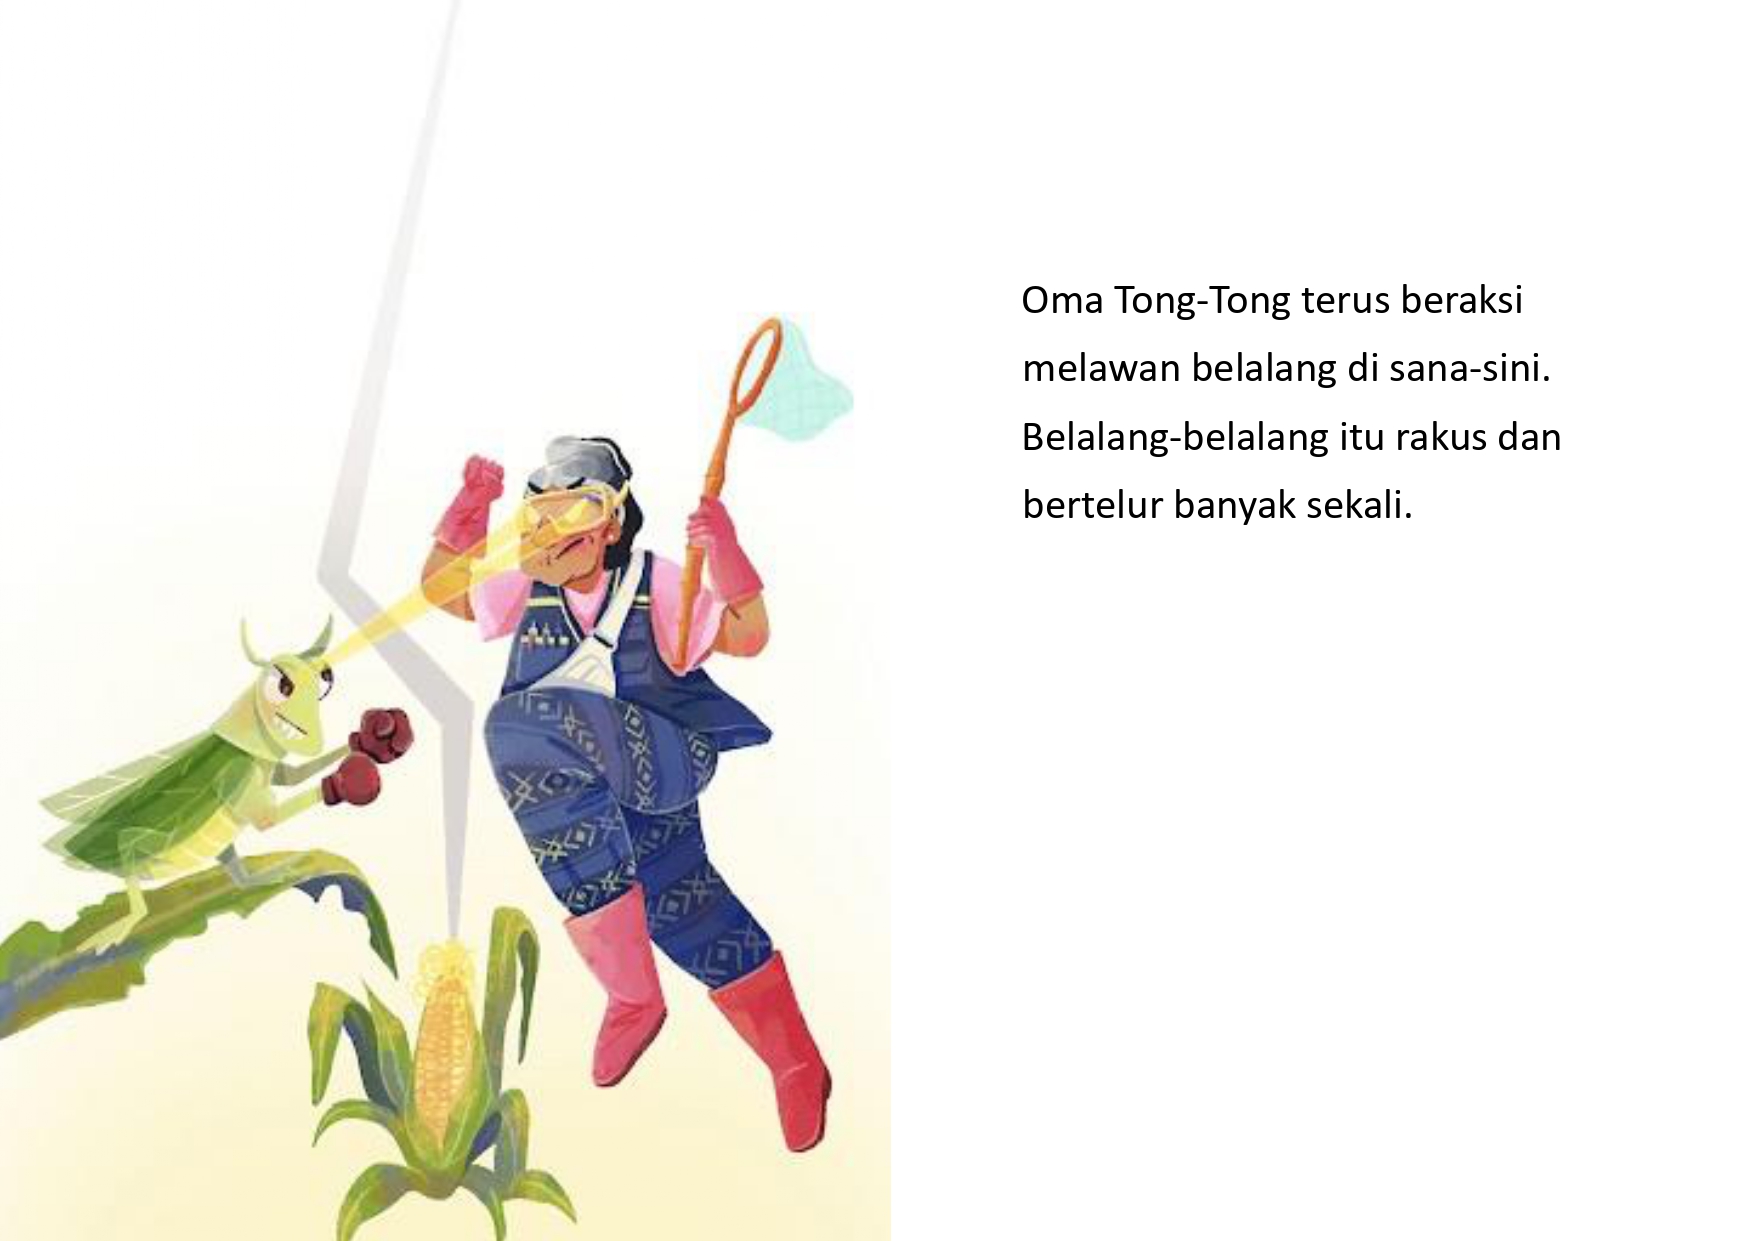 Oma Tong-Tong terus beraksi
melawan belalang di sana-sini.
Belalang-belalang itu rakus dan
bertelur banyak sekali.